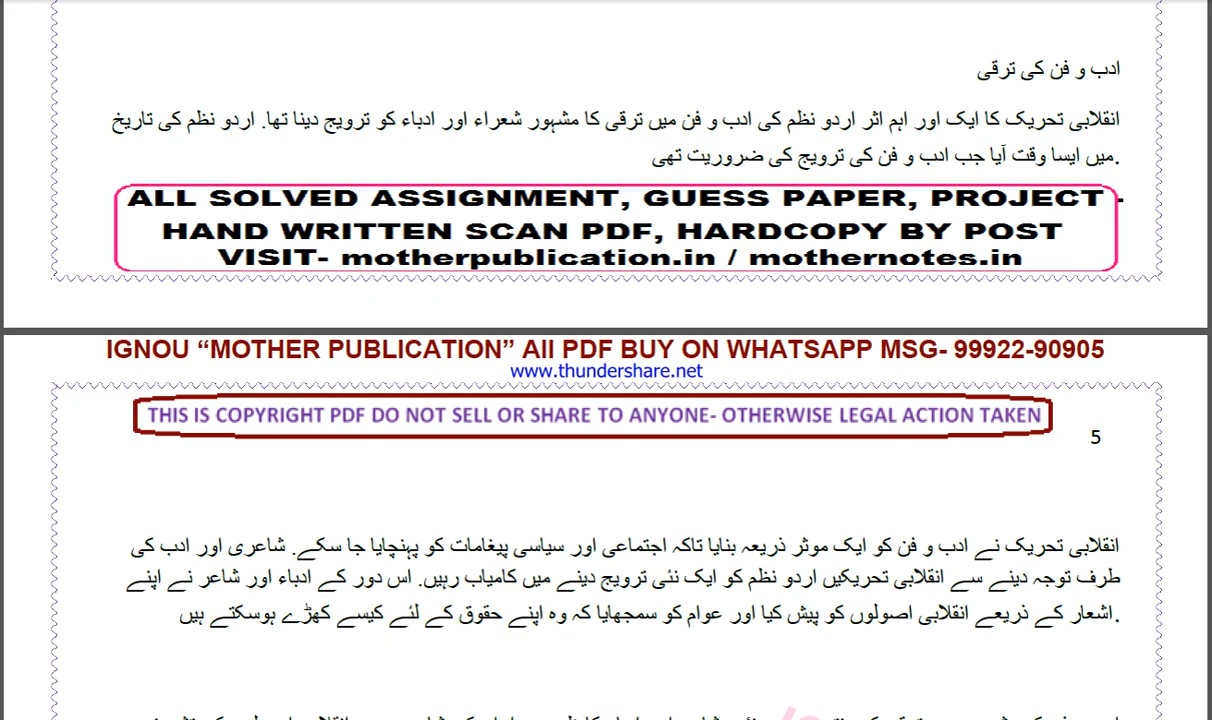 ادب و فن کی ترقی
انقلابی تحریک کا ایک اور اہم اثر اردو نظم کی ادب و فن میں ترقی کا مشہور شعراء اور ادباء کو ترویج دینا تھا. اردو نظم کی تاریخ
میں ایسا وقت آیا جب ادب و فن کی ترویج کی ضروریت تھی.
ALL SOLVED ASSIGNMENT, GUESS PAPER, PROJECT -
HAND WRITTEN SCAN PDF, HARDCOPY BY POST
VISIT- motherpublication.in / mothernotes.in
IGNOU “MOTHER PUBLICATION” All PDF BUY ON WHATSAPP MSG- 99922-90905
www.thundershare.net
THIS IS COPYRIGHT PDF DO NOT SELL OR SHARE TO ANYONE- OTHERWISE LEGAL ACTION TAKEN
5
انقلابی تحریک نے ادب و فن کو ایک موثر ذریعہ بنایا تاکہ اجتماعی اور سیاسی پیغامات کو پہنچایا جا سکے. شاعری اور ادب کی
طرف توجہ دینے سے انقلابی تحریکیں اردو نظم کو ایک نئی ترویج دینے میں کامیاب رہیں. اس دور کے ادباء اور شاعر نے اپنے
اشعار کے ذریعے انقلابی اصولوں کو پیش کیا اور عوام کو سمجھایا کہ وہ اپنے حقوق کے لئے کیسے کھڑے ہوسکتے ہیں.